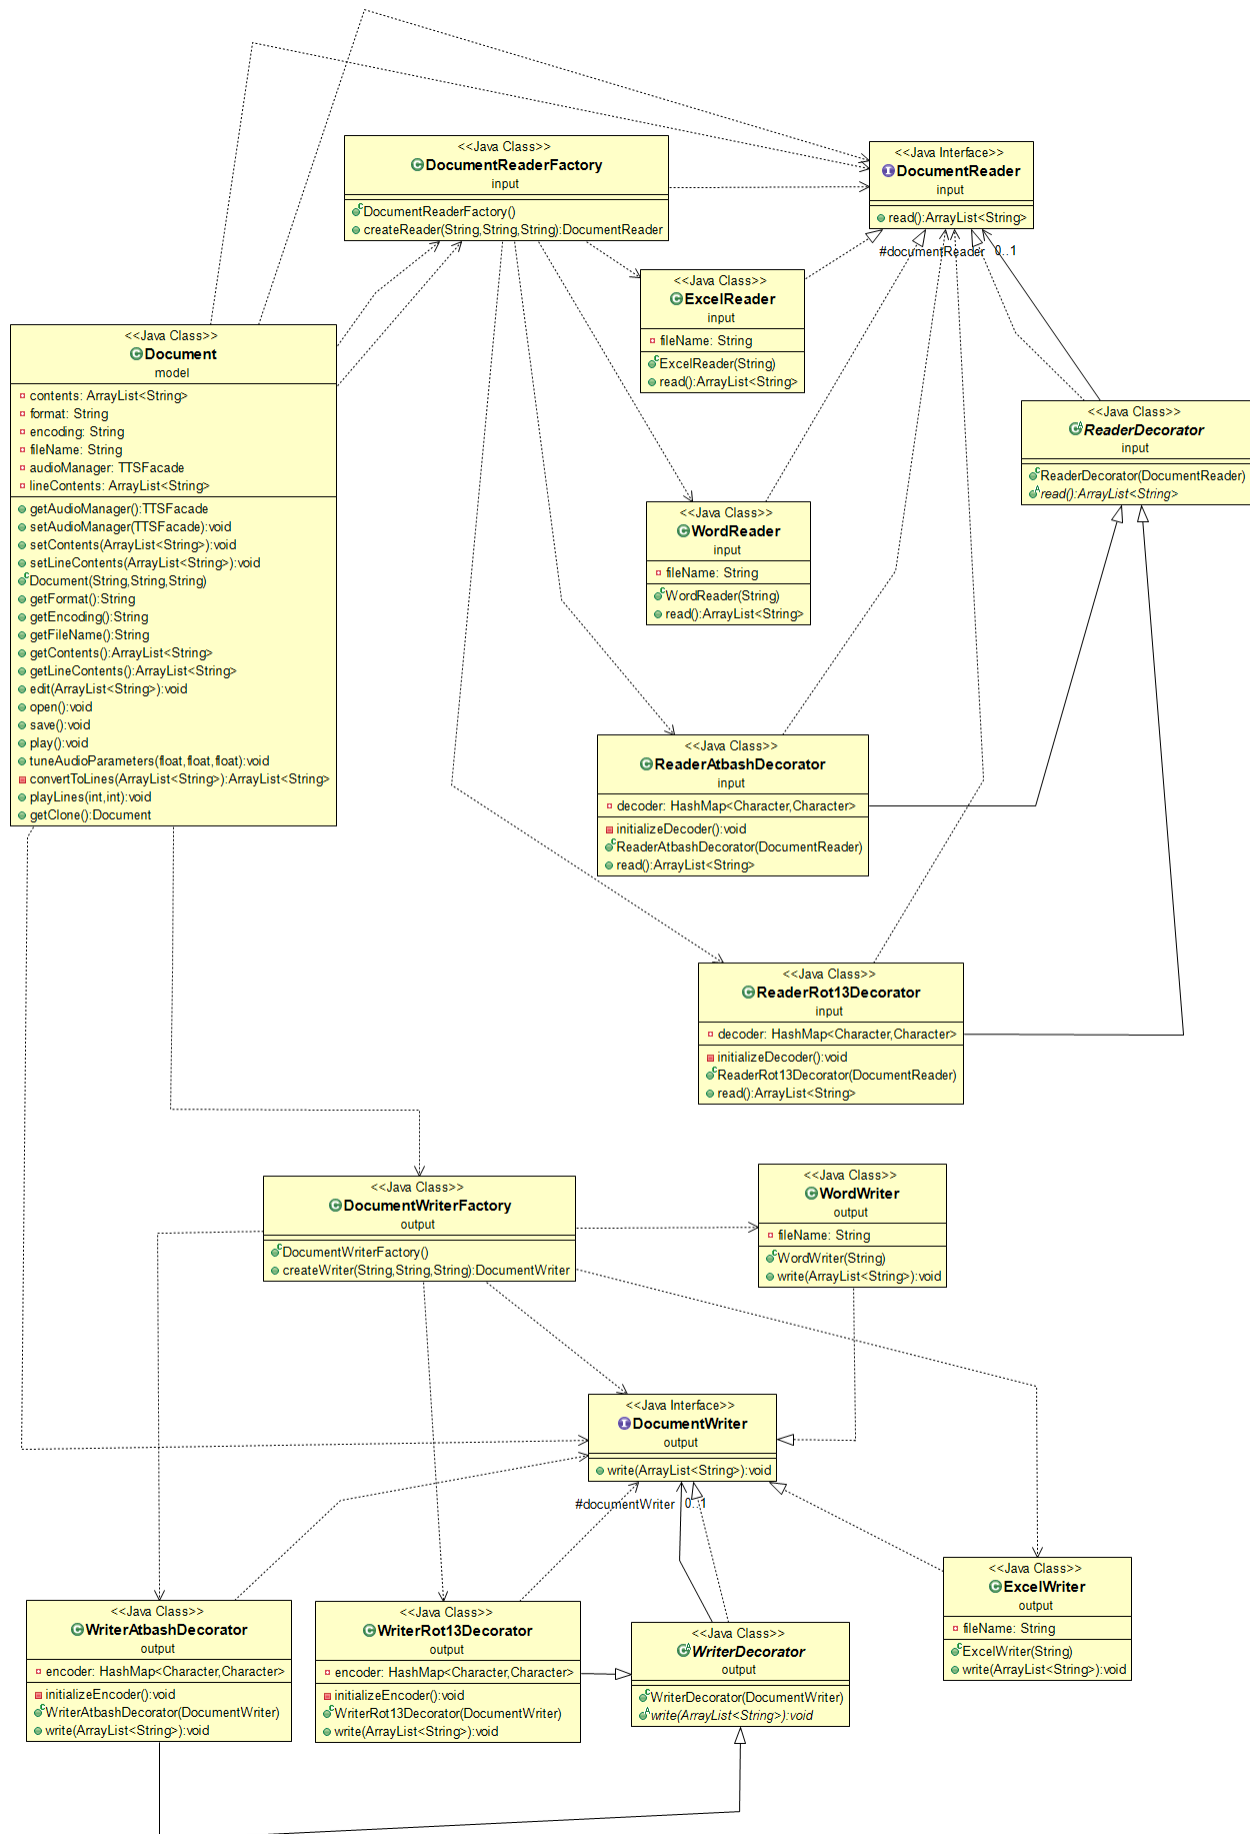 <<Java Class>>
DocumentReaderFactory
input
DocumentReaderFactory()
createReader(String,String,String):DocumentReader
<<Java Interface>>
DocumentReader
input
read():ArrayList<String>
#documentReader 0..1
<<Java Class>>
ExcelReader
input
fileName: String
ExcelReader(String)
read():ArrayList<String>
<<Java Class>>
Document
model
contents: ArrayList<String>
format: String
encoding: String
fileName: String
audioManager: TTSFacade
lineContents: ArrayList<String>
getAudioManager():TTSFacade
setAudioManager(TTSFacade):void
setContents(ArrayList<String>):void
setLineContents(ArrayList<String>):void
Document(String,String,String)
getFormat():String
getEncoding():String
getFileName():String
getContents():ArrayList<String>
getLineContents():ArrayList<String>
edit(ArrayList<String>):void
open():void
save():void
play():void
tuneAudioParameters(float,float,float):void
convertToLines(ArrayList<String>):ArrayList<String>
playLines(int,int):void
getClone():Document
<<Java Class>>
ReaderDecorator
input
ReaderDecorator(DocumentReader)
read():ArrayList<String>
<<Java Class>>
WordReader
input
fileName: String
WordReader(String)
read():ArrayList<String>
<<Java Class>>
ReaderAtbashDecorator
input
decoder: HashMap<Character,Character>
initializeDecoder():void
ReaderAtbashDecorator(DocumentReader)
read():ArrayList<String>
<<Java Class>>
ReaderRot13Decorator
input
decoder: HashMap<Character,Character>
initializeDecoder():void
ReaderRot13Decorator(DocumentReader)
read():ArrayList<String>
<<Java Class>>
DocumentWriterFactory
output
DocumentWriterFactory()
createWriter(String,String,String):DocumentWriter
<<Java Class>>
WordWriter
output
fileName: String
WordWriter(String)
write(ArrayList<String>):void
<<Java Interface>>
DocumentWriter
output
write(ArrayList<String>):void
#documentWriter 0..1
<<Java Class>>
ExcelWriter
output
fileName: String
ExcelWriter(String)
write(ArrayList<String>):void
<<Java Class>>
WriterAtbashDecorator
output
encoder: HashMap<Character,Character>
initializeEncoder():void
WriterAtbashDecorator(DocumentWriter)
write(ArrayList<String>):void
<<Java Class>>
WriterRot13Decorator
output
encoder: HashMap<Character,Character>
initializeEncoder():void
WriterRot13Decorator(DocumentWriter)
write(ArrayList<String>):void
<<Java Class>>
WriterDecorator
output
WriterDecorator(DocumentWriter)
write(ArrayList<String>):void